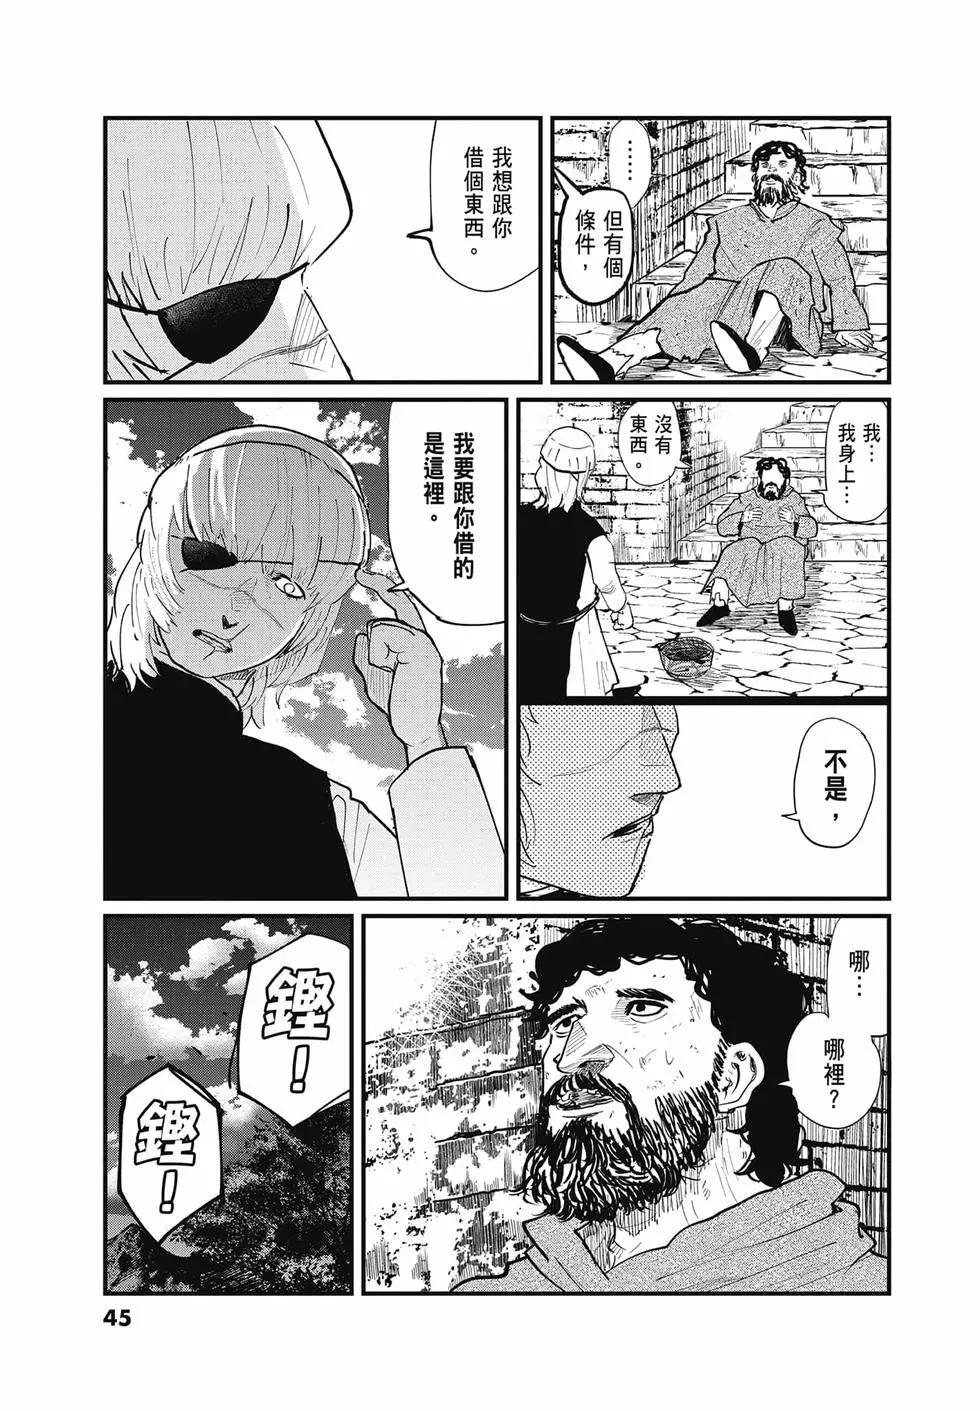 ……
但有個
條件，
我想跟你
借個東西。
我…
我身上…
沒有
東西。
不是，
我要跟你借的
是這裡。
哪…
哪裡？
鏗！
鏗！
45